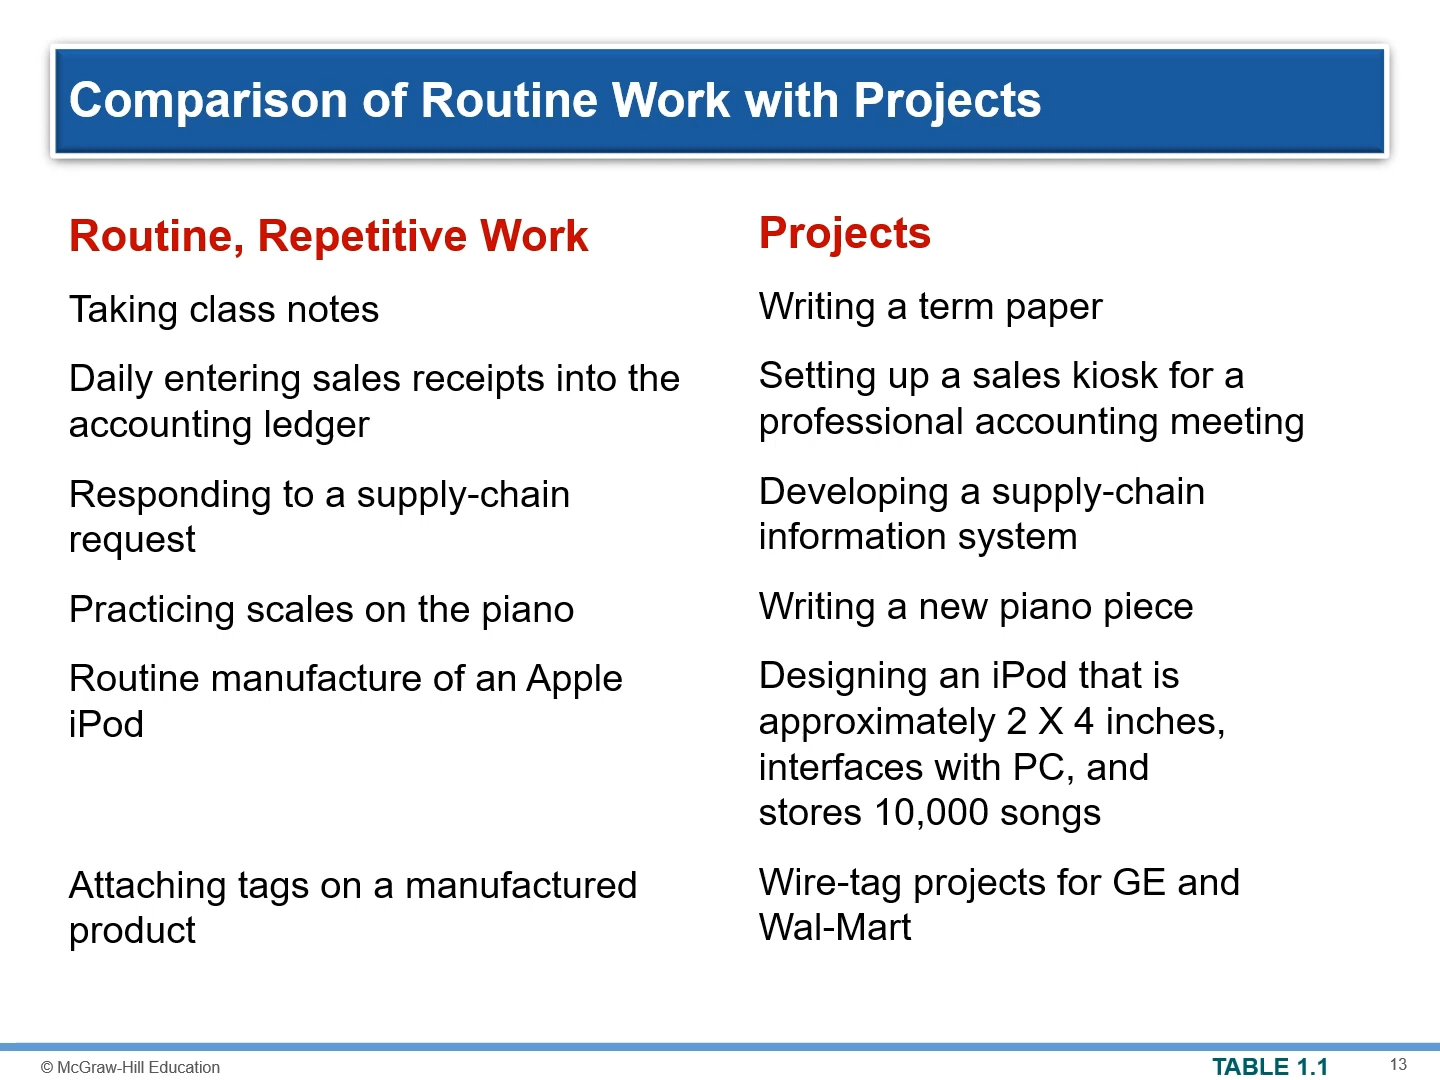 Comparison of Routine Work with Projects
Routine, Repetitive Work
Taking class notes
Daily entering sales receipts into the
accounting ledger
Responding to a supply-chain
request
Practicing scales on the piano
Routine manufacture of an Apple
iPod
Attaching tags on a manufactured
product
Projects
Writing a term paper
Setting up a sales kiosk for a
professional accounting meeting
Developing a supply-chain
information system
Writing a new piano piece
Designing an iPod that is
approximately 2 X 4 inches,
interfaces with PC, and
stores 10,000 songs
Wire-tag projects for GE and
Wal-Mart
© McGraw-Hill Education
TABLE 1.1
13